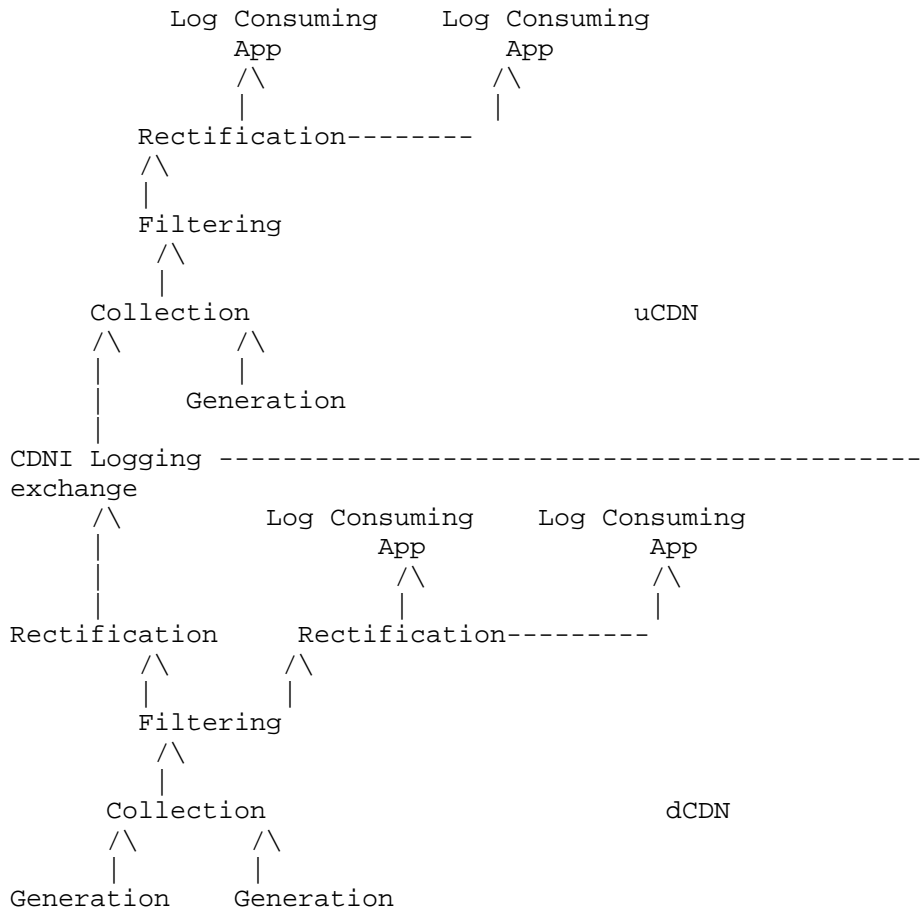 Log Consuming Log Consuming
App App
Rectification--------
Filtering
Collection uCDN
Generation
CDNI Logging --------------------------------------------
exchange
Log Consuming Log Consuming
App App
Rectification Rectification---------
Filtering
Collection dCDN
Generation Generation